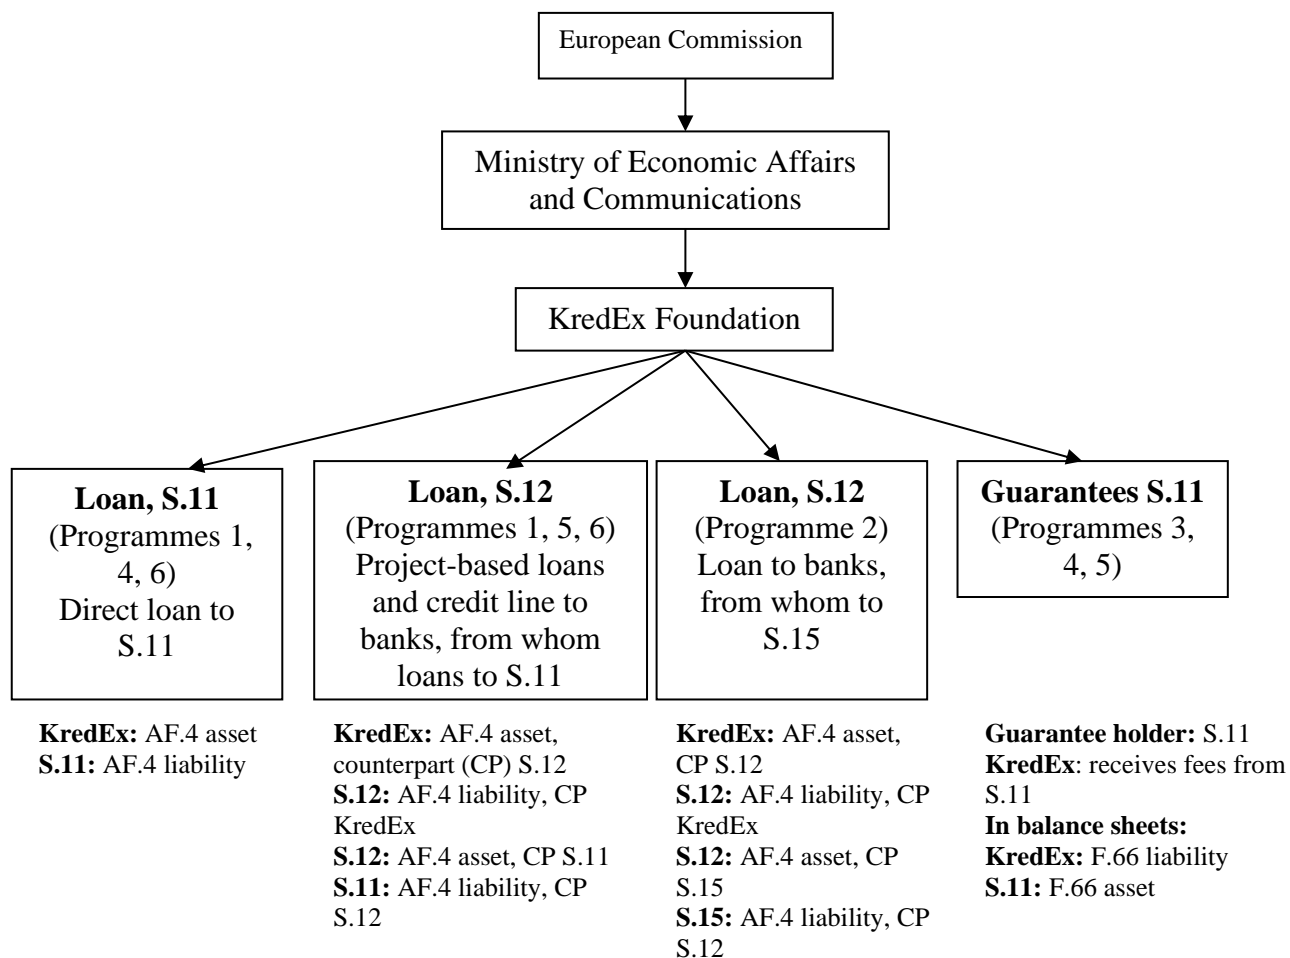 European Commission
Ministry of Economic Affairs
and Communications
KredEx Foundation
Loan, S.11
(Programmes 1,
4, 6)
Direct loan to
S.11
Loan, S.12
(Programmes 1, 5, 6)
Project-based loans
and credit line to
banks, from whom
loans to S.11
Loan, S.12
(Programme 2)
Loan to banks,
from whom to
S.15
Guarantees S.11
(Programmes 3,
4, 5)
KredEx: AF.4 asset
S.11: AF.4 liability
KredEx: AF.4 asset,
counterpart (CP) S.12
S.12: AF.4 liability, CP
KredEx
S.12: AF.4 asset, CP S.11
S.11: AF.4 liability, CP
S.12
KredEx: AF.4 asset,
CP S.12
S.12: AF.4 liability, CP
KredEx
S.12: AF.4 asset, CP
S.15
S.15: AF.4 liability, CP
S.12
Guarantee holder: S.11
KredEx: receives fees from
S.11
In balance sheets:
KredEx: F.66 liability
S.11: F.66 asset